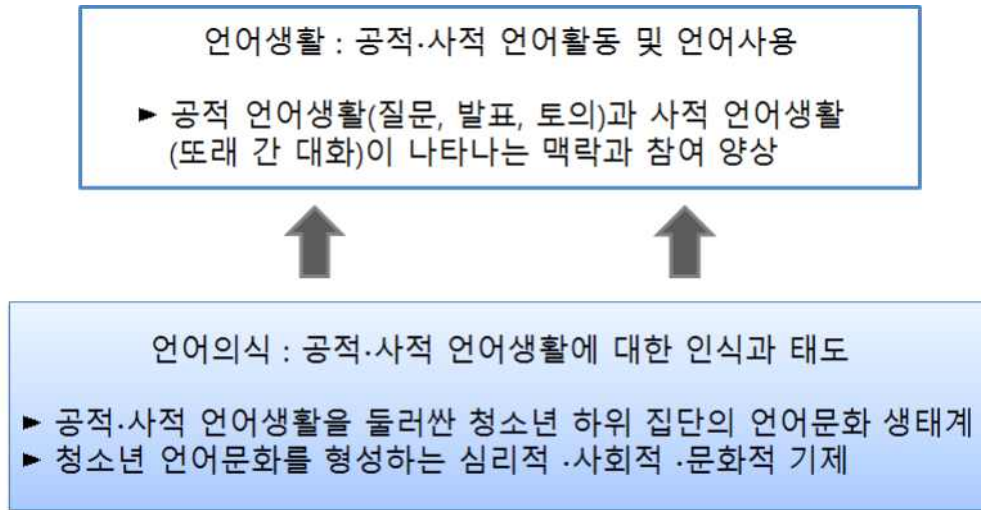 언어생활 : 공적·사적 언어활동 및 언어사용
► 공적 언어생활(질문, 발표, 토의)과 사적 언어생활
(또래 간 대화)이 나타나는 맥락과 참여 양상
언어의식 : 공적·사적 언어생활에 대한 인식과 태도
► 공적·사적 언어생활을 둘러싼 청소년 하위 집단의 언어문화 생태계
► 청소년 언어문화를 형성하는 심리적 ·사회적 ·문화적 기제